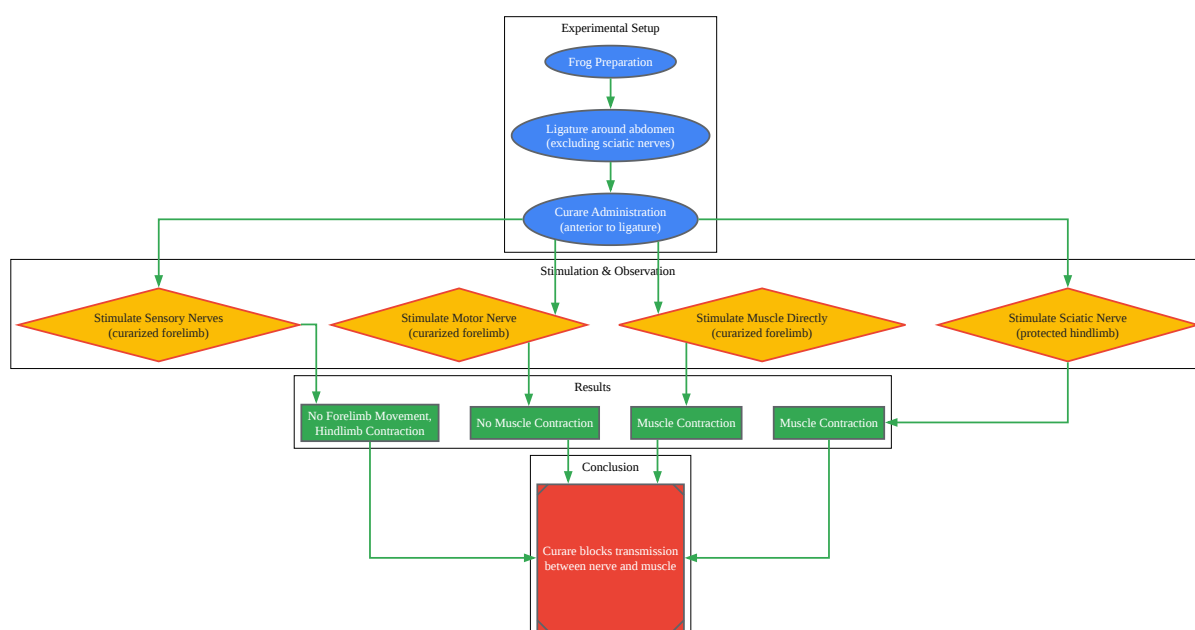 Experimental Setup
Frog Preparation
Ligature around abdomen
(excluding sciatic nerves)
Curare Administration
(anterior to ligature)
Stimulation & Observation
Stimulate Sensory Nerves
(curarized forelimb)
Stimulate Motor Nerve
(curarized forelimb)
Stimulate Muscle Directly
(curarized forelimb)
Stimulate Sciatic Nerve
(protected hindlimb)
Results
No Forelimb Movement,
Hindlimb Contraction
No Muscle Contraction
Muscle Contraction
Muscle Contraction
Conclusion
Curare blocks transmission
between nerve and muscle